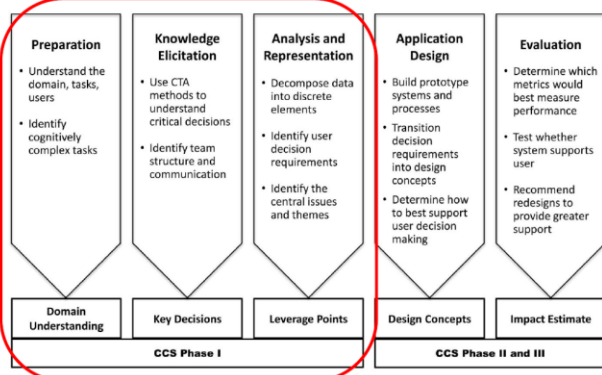 Preparation
• Understand the
domain, tasks,
users
• Identify
cognitively
complex tasks
Knowledge
Elicitation
• Use CTA
methods to
understand
critical decisions
• Identify team
structure and
communication
Analysis and
Representation
• Decompose data
into discrete
elements
• Identify user
decision
requirements
• Identify the
central issues
and themes
Application
Design
• Build prototype
systems and
processes
• Transition
decision
requirements
into design
concepts
• Determine how
to best support
user decision
making
Evaluation
• Determine which
metrics would
best measure
performance
• Test whether
system supports
user
• Recommend
redesigns to
provide greater
support
Domain
Understanding
Key Decisions
Leverage Points
Design Concepts
Impact Estimate
CCS Phase I
CCS Phase II and III